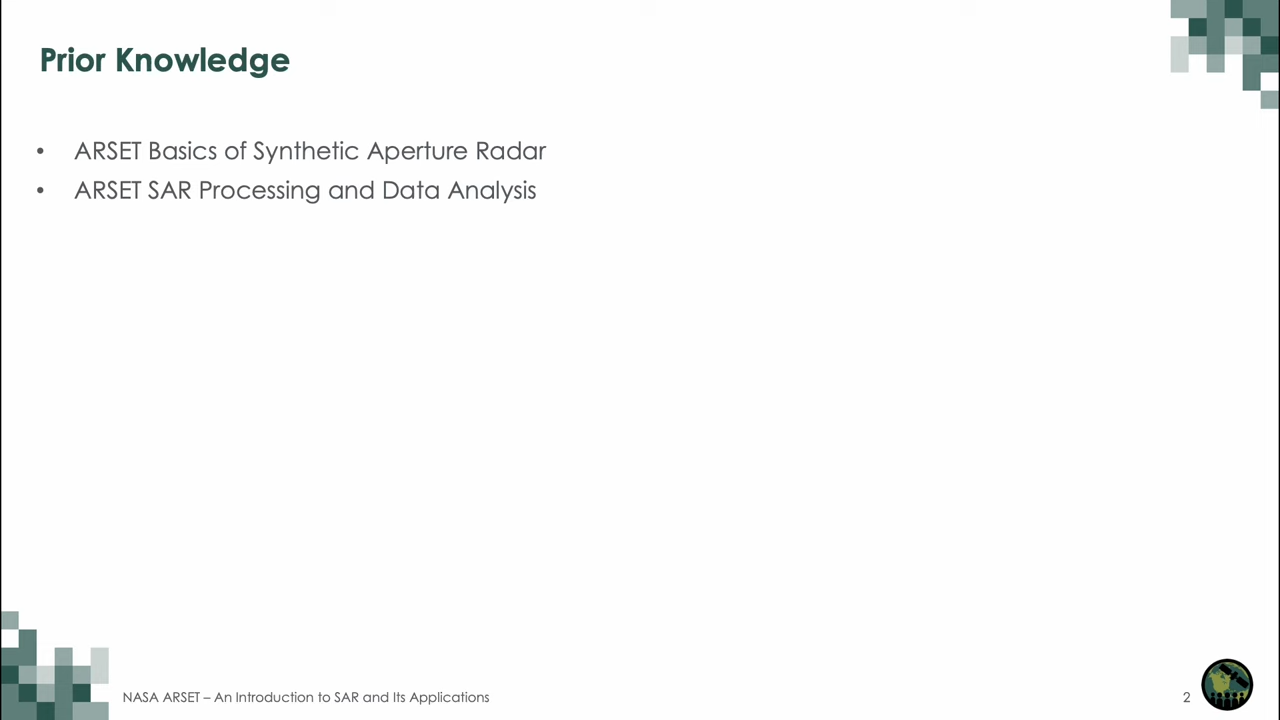 Prior Knowledge
• ARSET Basics of Synthetic Aperture Radar
• ARSET SAR Processing and Data Analysis
NASA ARSET – An Introduction to SAR and Its Applications
2